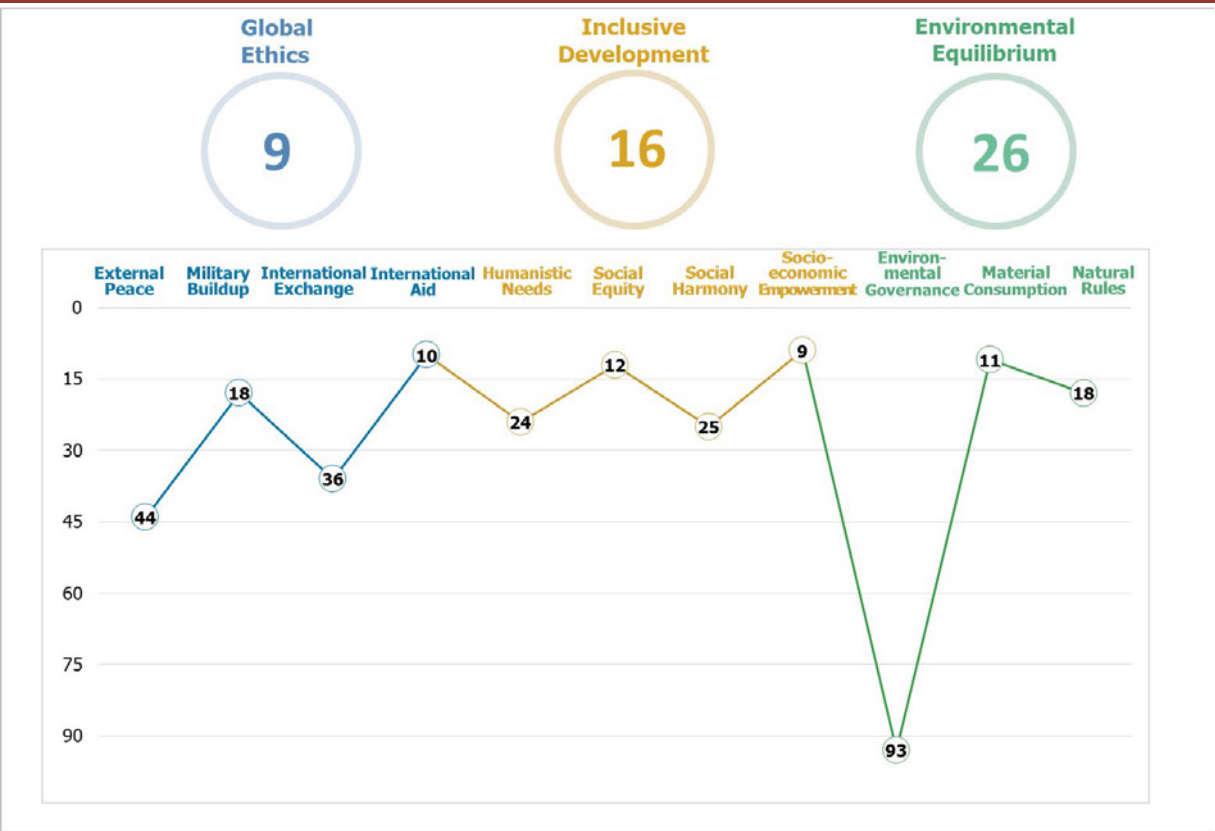 Global
Ethics
Inclusive
Development
Environmental
Equilibrium
9
16
26
External
Peace
Military
Buildup
International
Exchange
International
Aid
Humanistic
Needs
Social
Equity
Social
Harmony
Socio-
economic
Empowerment
Environ-
mental
Governance
Material
Consumption
Natural
Rules
0
15
30
45
60
75
90
44
18
36
10
24
12
25
9
93
11
18